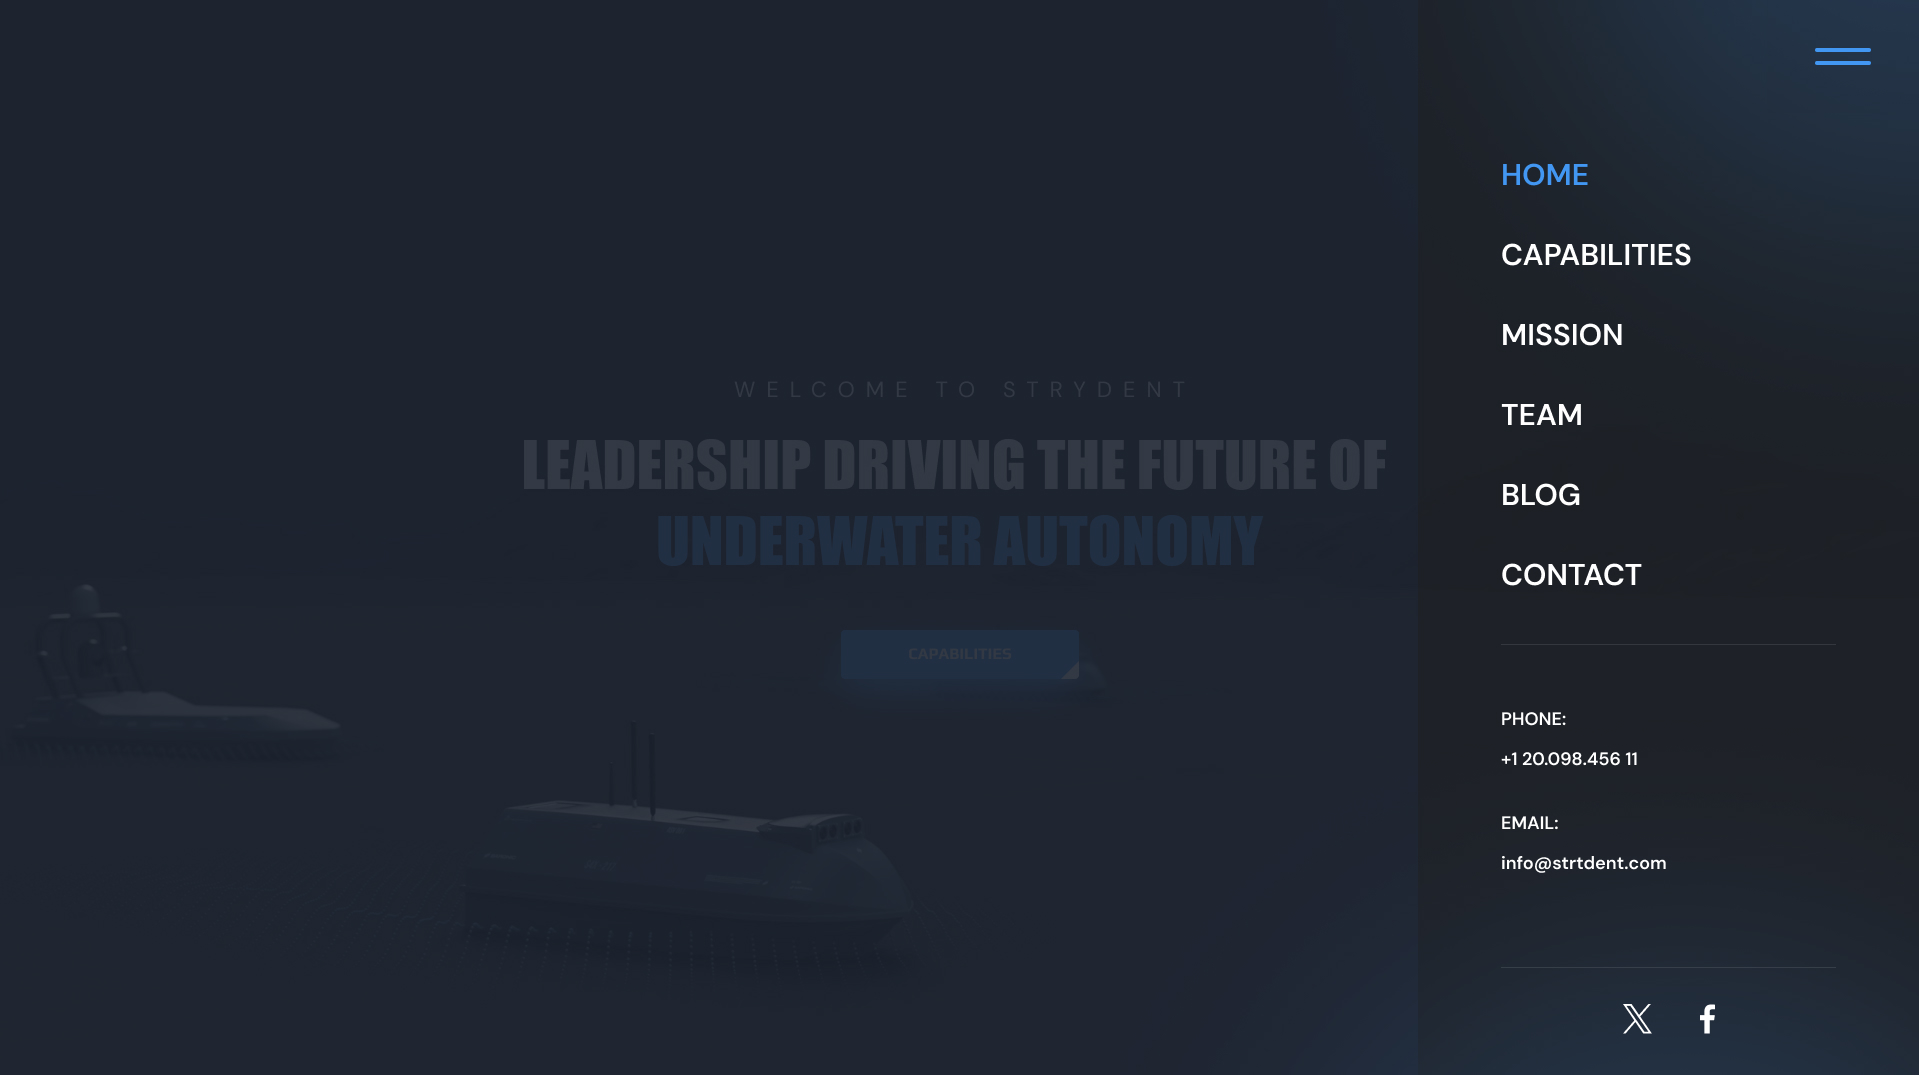 WELCOME TO STRYDENT
LEADERSHIP DRIVING THE FUTURE OF
UNDERWATER AUTONOMY
CAPABILITIES
HOME
CAPABILITIES
MISSION
TEAM
BLOG
CONTACT
PHONE:
+1 20.098.456 11
EMAIL:
info@strtdent.com